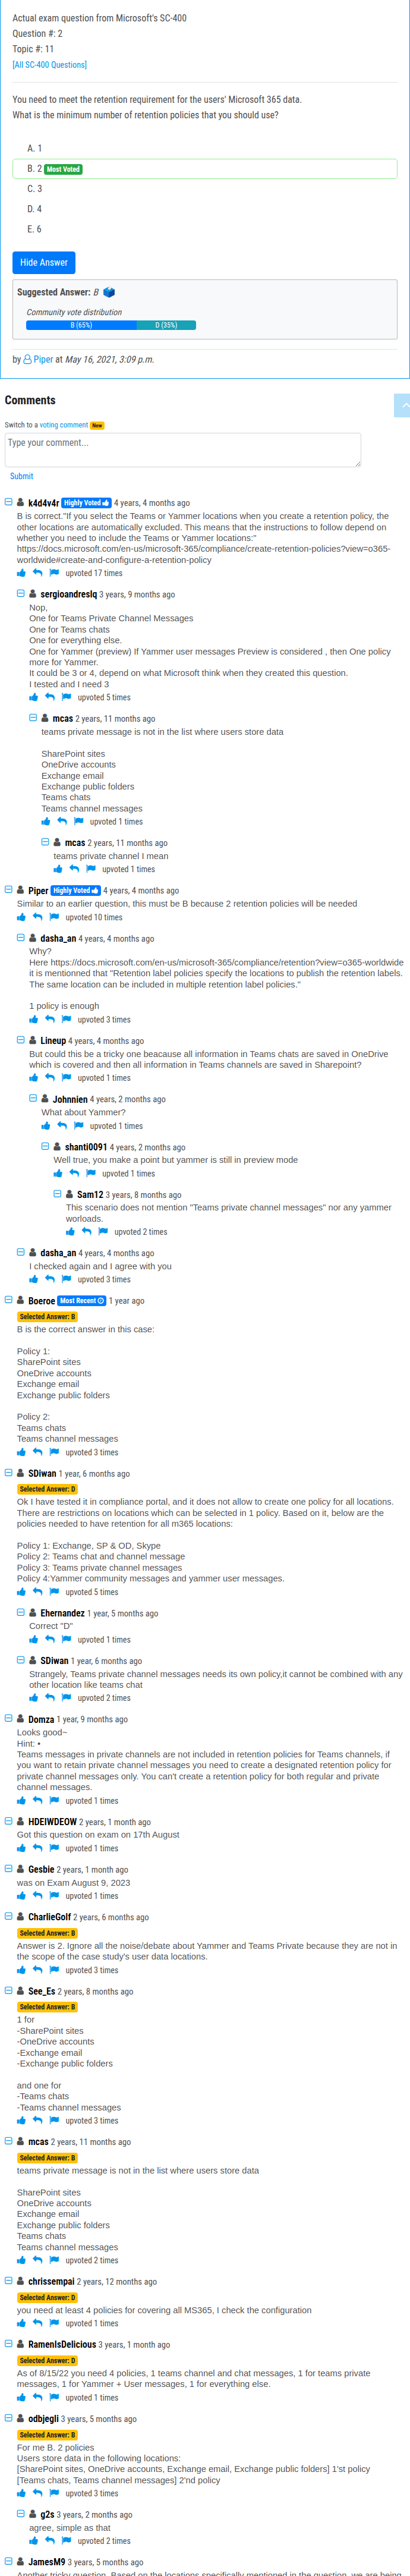 Actual exam question from Microsoft's SC-400
Question #: 2
Topic #: 11
[All SC-400 Questions]
You need to meet the retention requirement for the users' Microsoft 365 data.
What is the minimum number of retention policies that you should use?
A. 1
B. 2 Most Voted
C. 3
D. 4
E. 6
Hide Answer
Suggested Answer: B
Community vote distribution
B (65%) D (35%)
by Piper at May 16, 2021, 3:09 p.m.
Comments
Switch to a voting comment New
Type your comment...
Submit
k4d4v4r Highly Voted 4 years, 4 months ago
B is correct."If you select the Teams or Yammer locations when you create a retention policy, the
other locations are automatically excluded. This means that the instructions to follow depend on
whether you need to include the Teams or Yammer locations:"
https://docs.microsoft.com/en-us/microsoft-365/compliance/create-retention-policies?view=o365-
worldwide#create-and-configure-a-retention-policy
upvoted 17 times
sergioandreslq 3 years, 9 months ago
Nop,
One for Teams Private Channel Messages
One for Teams chats
One for everything else.
One for Yammer (preview) If Yammer user messages Preview is considered , then One policy
more for Yammer.
It could be 3 or 4, depend on what Microsoft think when they created this question.
I tested and I need 3
upvoted 5 times
mcas 2 years, 11 months ago
teams private message is not in the list where users store data
SharePoint sites
OneDrive accounts
Exchange email
Exchange public folders
Teams chats
Teams channel messages
upvoted 1 times
mcas 2 years, 11 months ago
teams private channel I mean
upvoted 1 times
Piper Highly Voted 4 years, 4 months ago
Similar to an earlier question, this must be B because 2 retention policies will be needed
upvoted 10 times
dasha_an 4 years, 4 months ago
Why?
Here https://docs.microsoft.com/en-us/microsoft-365/compliance/retention?view=o365-worldwide
it is mentionned that "Retention label policies specify the locations to publish the retention labels.
The same location can be included in multiple retention label policies."
1 policy is enough
upvoted 3 times
Lineup 4 years, 4 months ago
But could this be a tricky one beacause all information in Teams chats are saved in OneDrive
which is covered and then all information in Teams channels are saved in Sharepoint?
upvoted 1 times
Johnnien 4 years, 2 months ago
What about Yammer?
upvoted 1 times
shanti0091 4 years, 2 months ago
Well true, you make a point but yammer is still in preview mode
upvoted 1 times
Sam12 3 years, 8 months ago
This scenario does not mention "Teams private channel messages" nor any yammer
worloads.
upvoted 2 times
dasha_an 4 years, 4 months ago
I checked again and I agree with you
upvoted 3 times
Boeroe Most Recent 1 year ago
Selected Answer: B
B is the correct answer in this case:
Policy 1:
SharePoint sites
OneDrive accounts
Exchange email
Exchange public folders
Policy 2:
Teams chats
Teams channel messages
upvoted 3 times
SDiwan 1 year, 6 months ago
Selected Answer: D
Ok I have tested it in compliance portal, and it does not allow to create one policy for all locations.
There are restrictions on locations which can be selected in 1 policy. Based on it, below are the
policies needed to have retention for all m365 locations:
Policy 1: Exchange, SP & OD, Skype
Policy 2: Teams chat and channel message
Policy 3: Teams private channel messages
Policy 4:Yammer community messages and yammer user messages.
upvoted 5 times
Ehernandez 1 year, 5 months ago
Correct "D"
upvoted 1 times
SDiwan 1 year, 6 months ago
Strangely, Teams private channel messages needs its own policy,it cannot be combined with any
other location like teams chat
upvoted 2 times
Domza 1 year, 9 months ago
Looks good~
Hint: •
Teams messages in private channels are not included in retention policies for Teams channels, if
you want to retain private channel messages you need to create a designated retention policy for
private channel messages only. You can't create a retention policy for both regular and private
channel messages.
upvoted 1 times
HDEIWDEOW 2 years, 1 month ago
Got this question on exam on 17th August
upvoted 1 times
Gesbie 2 years, 1 month ago
was on Exam August 9, 2023
upvoted 1 times
CharlieGolf 2 years, 6 months ago
Selected Answer: B
Answer is 2. Ignore all the noise/debate about Yammer and Teams Private because they are not in
the scope of the case study's user data locations.
upvoted 3 times
See_Es 2 years, 8 months ago
Selected Answer: B
1 for
-SharePoint sites
-OneDrive accounts
-Exchange email
-Exchange public folders
and one for
-Teams chats
-Teams channel messages
upvoted 3 times
mcas 2 years, 11 months ago
Selected Answer: B
teams private message is not in the list where users store data
SharePoint sites
OneDrive accounts
Exchange email
Exchange public folders
Teams chats
Teams channel messages
upvoted 2 times
chrissempai 2 years, 12 months ago
Selected Answer: D
you need at least 4 policies for covering all MS365, I check the configuration
upvoted 1 times
RamenIsDelicious 3 years, 1 month ago
Selected Answer: D
As of 8/15/22 you need 4 policies, 1 teams channel and chat messages, 1 for teams private
messages, 1 for Yammer + User messages, 1 for everything else.
upvoted 1 times
odbjegli 3 years, 5 months ago
Selected Answer: B
For me B. 2 policies
Users store data in the following locations:
[SharePoint sites, OneDrive accounts, Exchange email, Exchange public folders] 1'st policy
[Teams chats, Teams channel messages] 2'nd policy
upvoted 3 times
g2s 3 years, 2 months ago
agree, simple as that
upvoted 2 times
JamesM9 3 years, 5 months ago
Another tricky question. Based on the locations specifically mentioned in the question, we are being